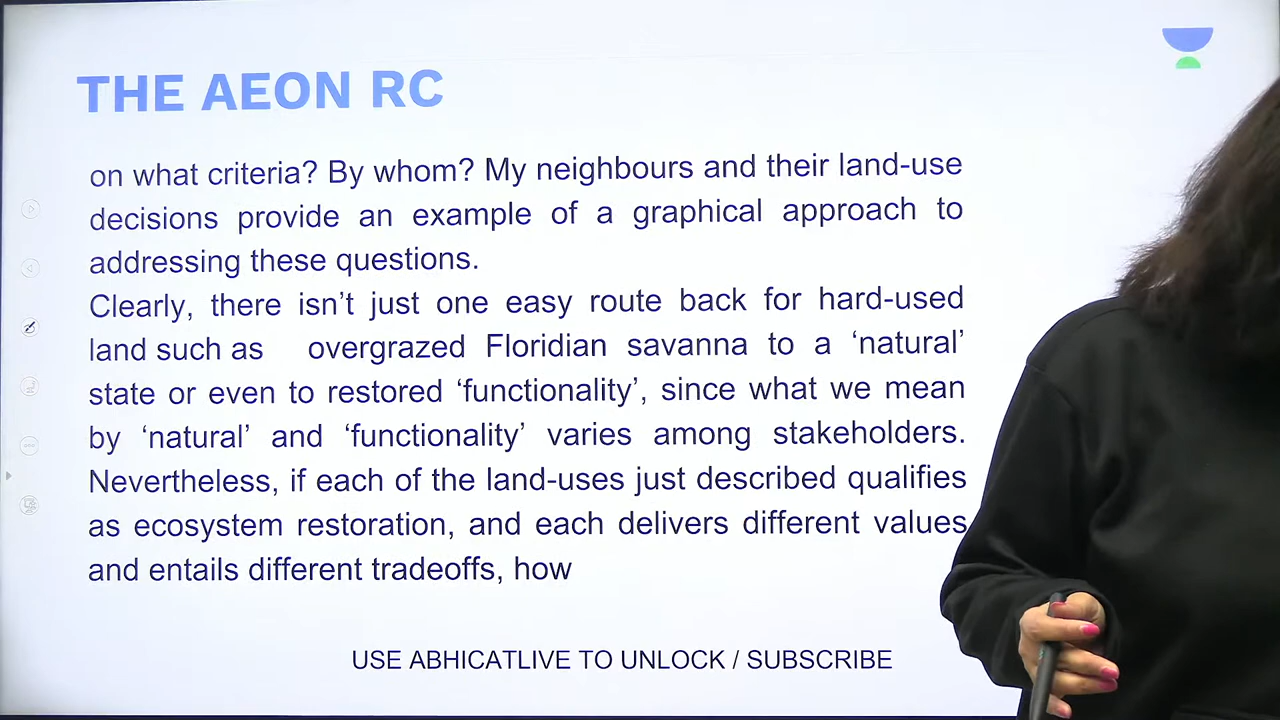 THE AEON RC
on what criteria? By whom? My neighbours and their land-use
decisions provide an example of a graphical approach to
addressing these questions.
Clearly, there isn’t just one easy route back for hard-used
land such as overgrazed Floridian savanna to a ‘natural’
state or even to restored ‘functionality’, since what we mean
by ‘natural’ and ‘functionality’ varies among stakeholders.
Nevertheless, if each of the land-uses just described qualifies
as ecosystem restoration, and each delivers different values
and entails different tradeoffs, how
USE ABHICATLIVE TO UNLOCK / SUBSCRIBE